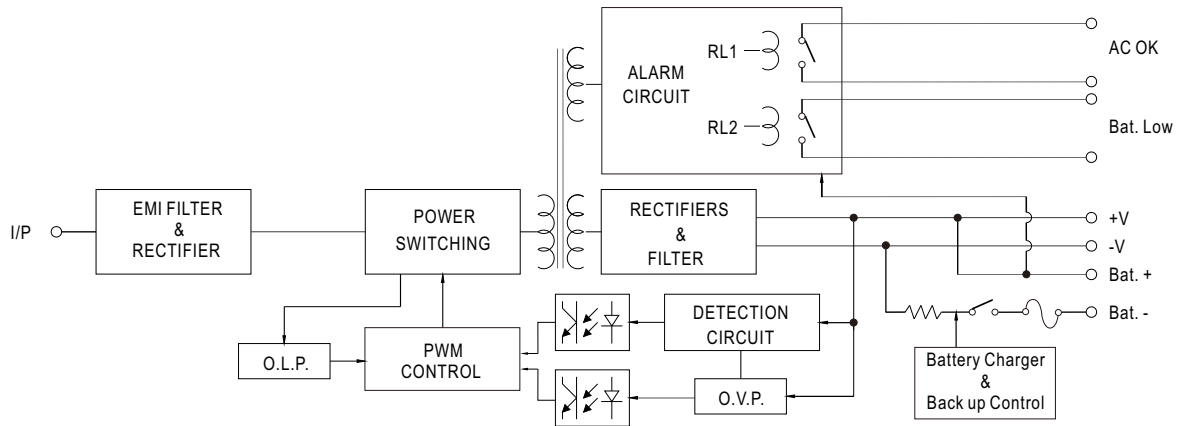 ALARM
CIRCUIT
RL1
RL2
AC OK
Bat. Low
I/P
EMI FILTER
&
RECTIFIER
POWER
SWITCHING
RECTIFIERS
&
FILTER
+V
-V
Bat. +
Bat. -
O.L.P.
PWM
CONTROL
DETECTION
CIRCUIT
O.V.P.
Battery Charger
&
Back up Control